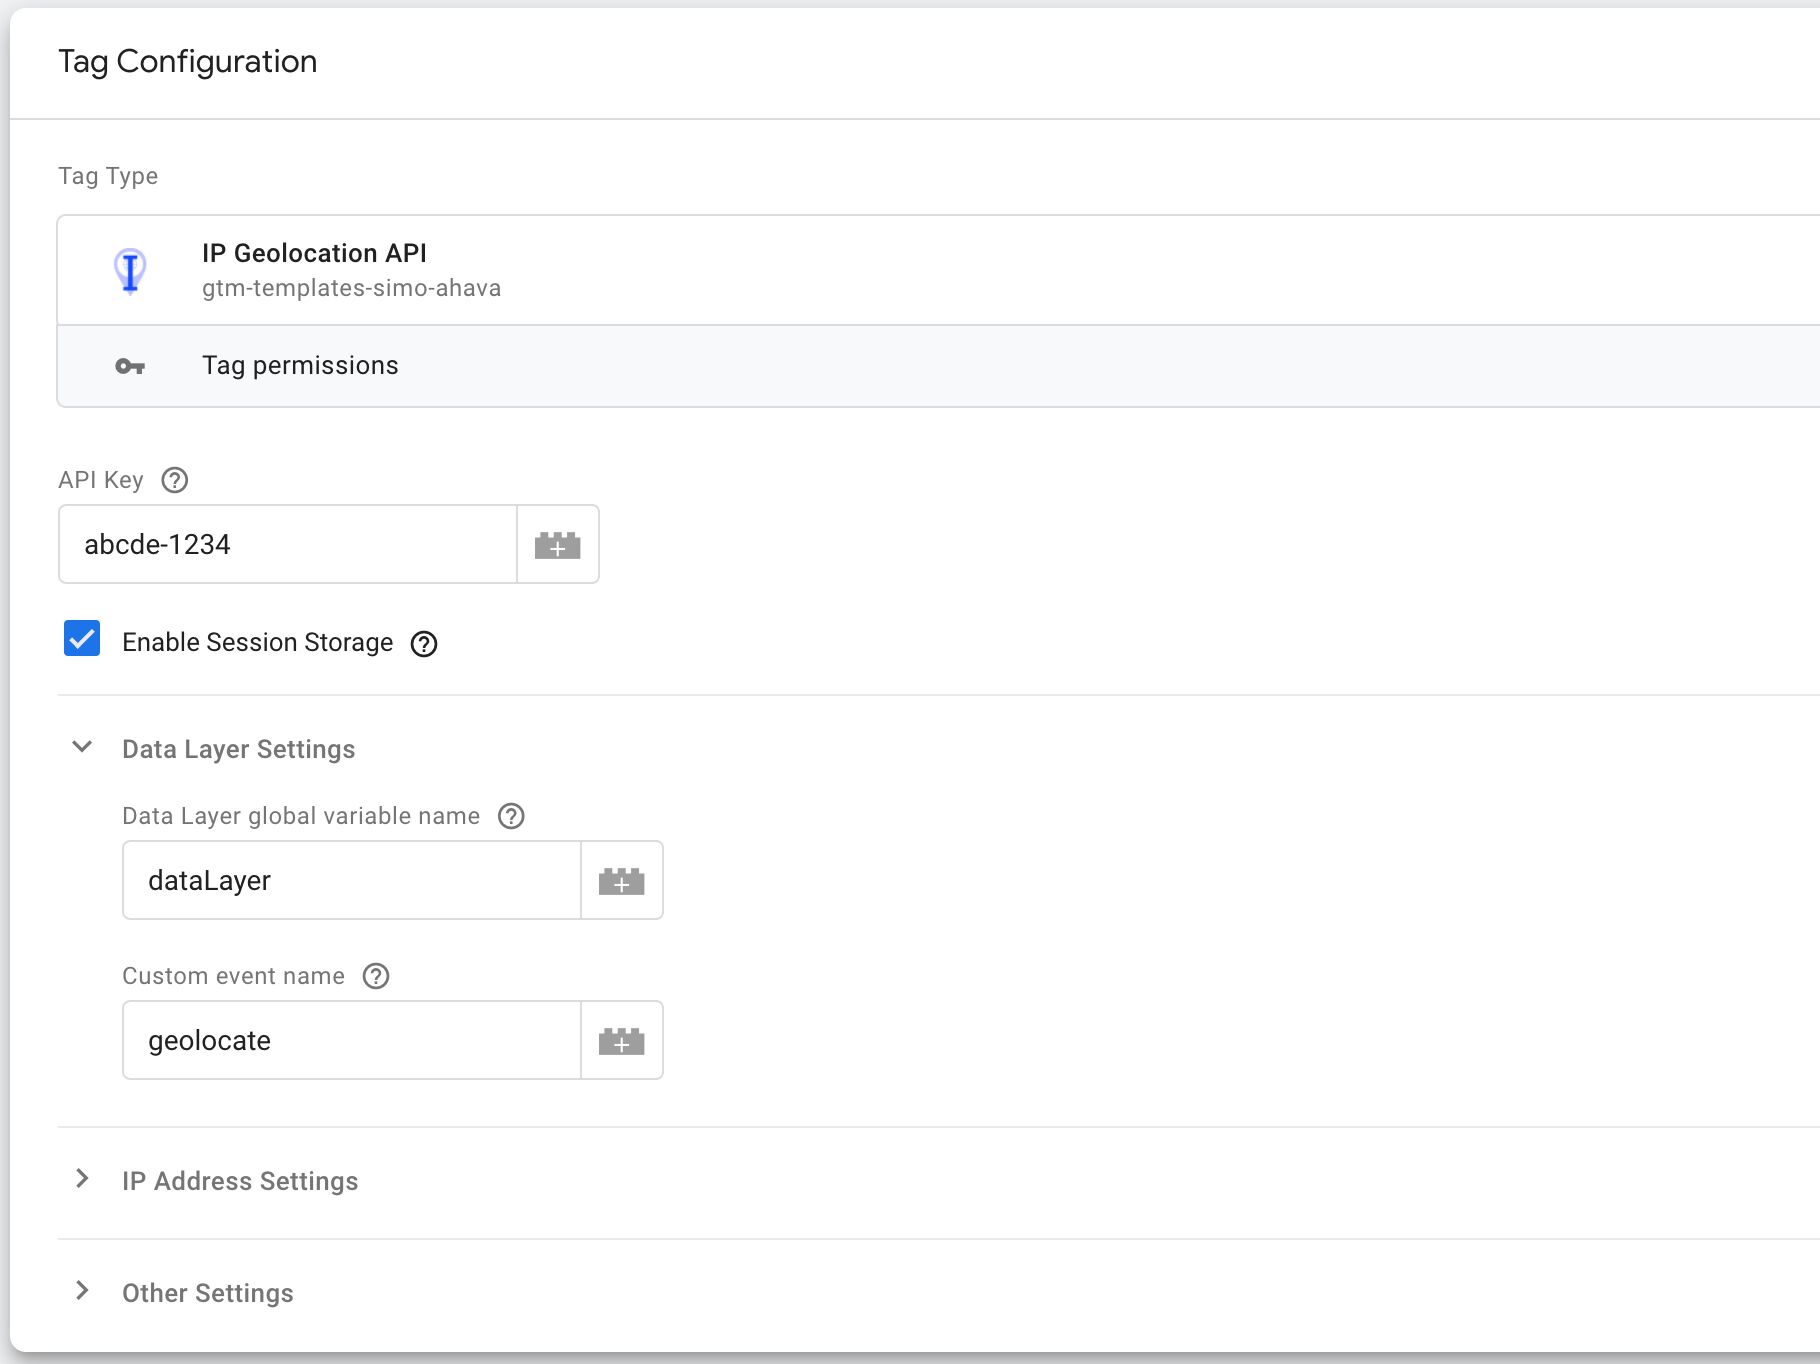 Tag Configuration
Tag Type
IP Geolocation API
gtm-templates-simo-ahava
Tag permissions
API Key
abcde-1234
Enable Session Storage
Data Layer Settings
Data Layer global variable name
dataLayer
Custom event name
geolocate
IP Address Settings
Other Settings